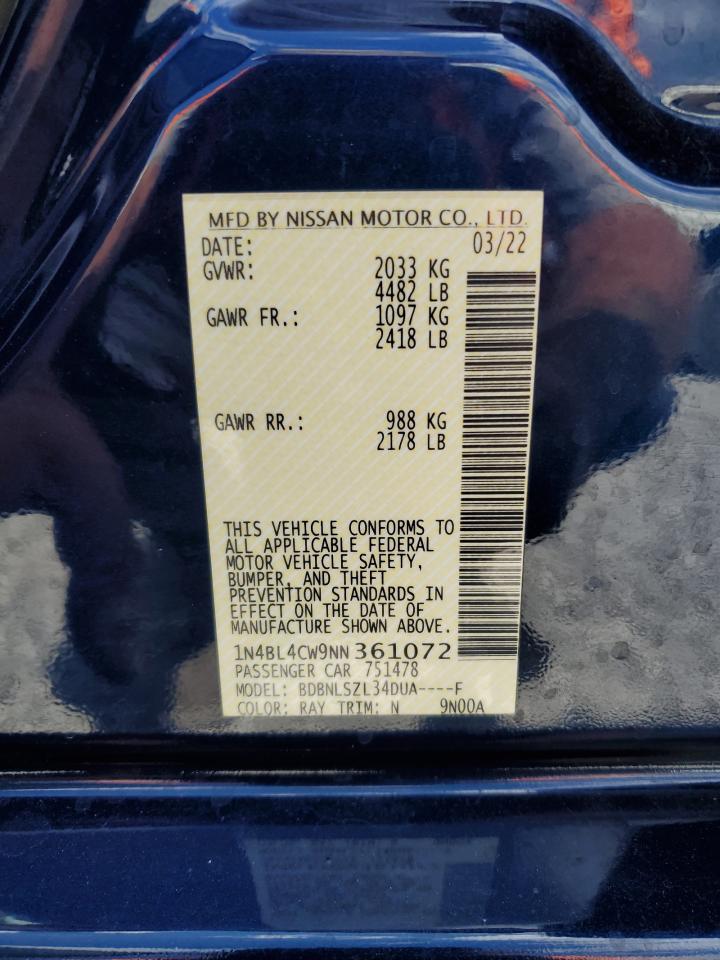 MFD BY NISSAN MOTOR CO., LTD.
DATE: 03/22
GVWR: 2033 KG
4482 LB
GAWR FR.: 1097 KG
2418 LB
GAWR RR.: 988 KG
2178 LB
THIS VEHICLE CONFORMS TO
ALL APPLICABLE FEDERAL
MOTOR VEHICLE SAFETY,
BUMPER, AND THEFT
PREVENTION STANDARDS IN
EFFECT ON THE DATE OF
MANUFACTURE SHOWN ABOVE.
1N4BL4CW9NN361072
PASSENGER CAR 751478
MODEL: BDBNLSZL34DUA----F
COLOR: RAY TRIM: N 9N00A